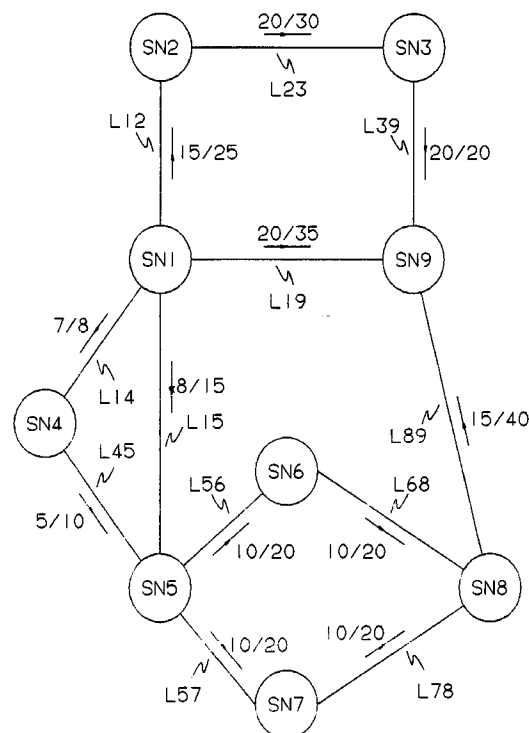 20/30
SN2
SN3
L23
L12
15/25
L39
20/20
20/35
SN1
SN9
L19
7/8
L14
8/15
L15
SN4
L45
5/10
L56
SN6
L68
L89
15/40
10/20
10/20
SN5
SN8
10/20
10/20
L57
SN7
L78